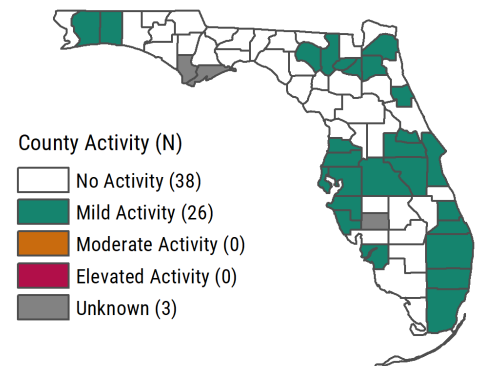 County Activity (N)
No Activity (38)
Mild Activity (26)
Moderate Activity (0)
Elevated Activity (0)
Unknown (3)